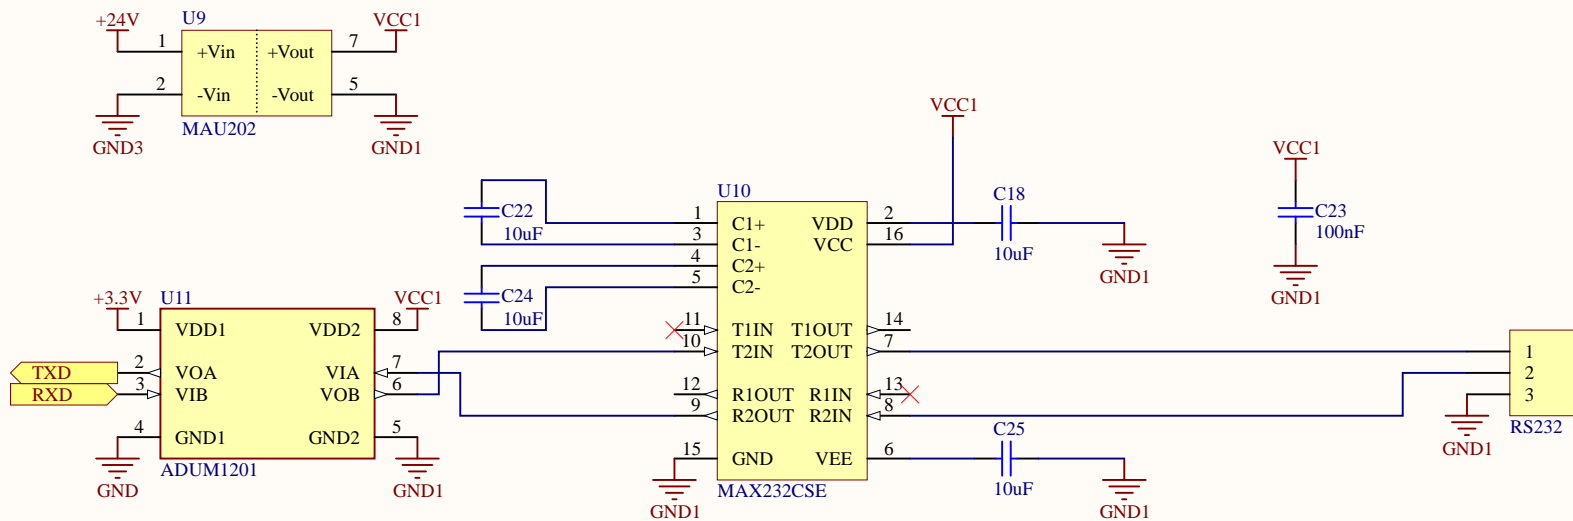 +24V
U9
VCC1
1
+Vin
+Vout
7
2
-Vin
-Vout
5
MAU202
GND3
GND1
VCC1
VCC1
U10
C22
10uF
1
C1+
VDD
2
C18
10uF
GND1
C23
100nF
GND1
3
C1-
VCC
16
4
C2+
5
C2-
C24
10uF
11
T1IN
T1OUT
14
10
T2IN
T2OUT
7
12
R1OUT
R1IN
13
9
R2OUT
R2IN
8
15
GND
VEE
6
C25
10uF
GND1
GND1
MAX232CSE
+3.3V
U11
VCC1
1
VDD1
VDD2
8
TXD
2
VOA
VIA
7
RXD
3
VIB
VOB
6
4
GND1
GND2
5
GND
ADUM1201
GND1
1
2
3
GND1
RS232